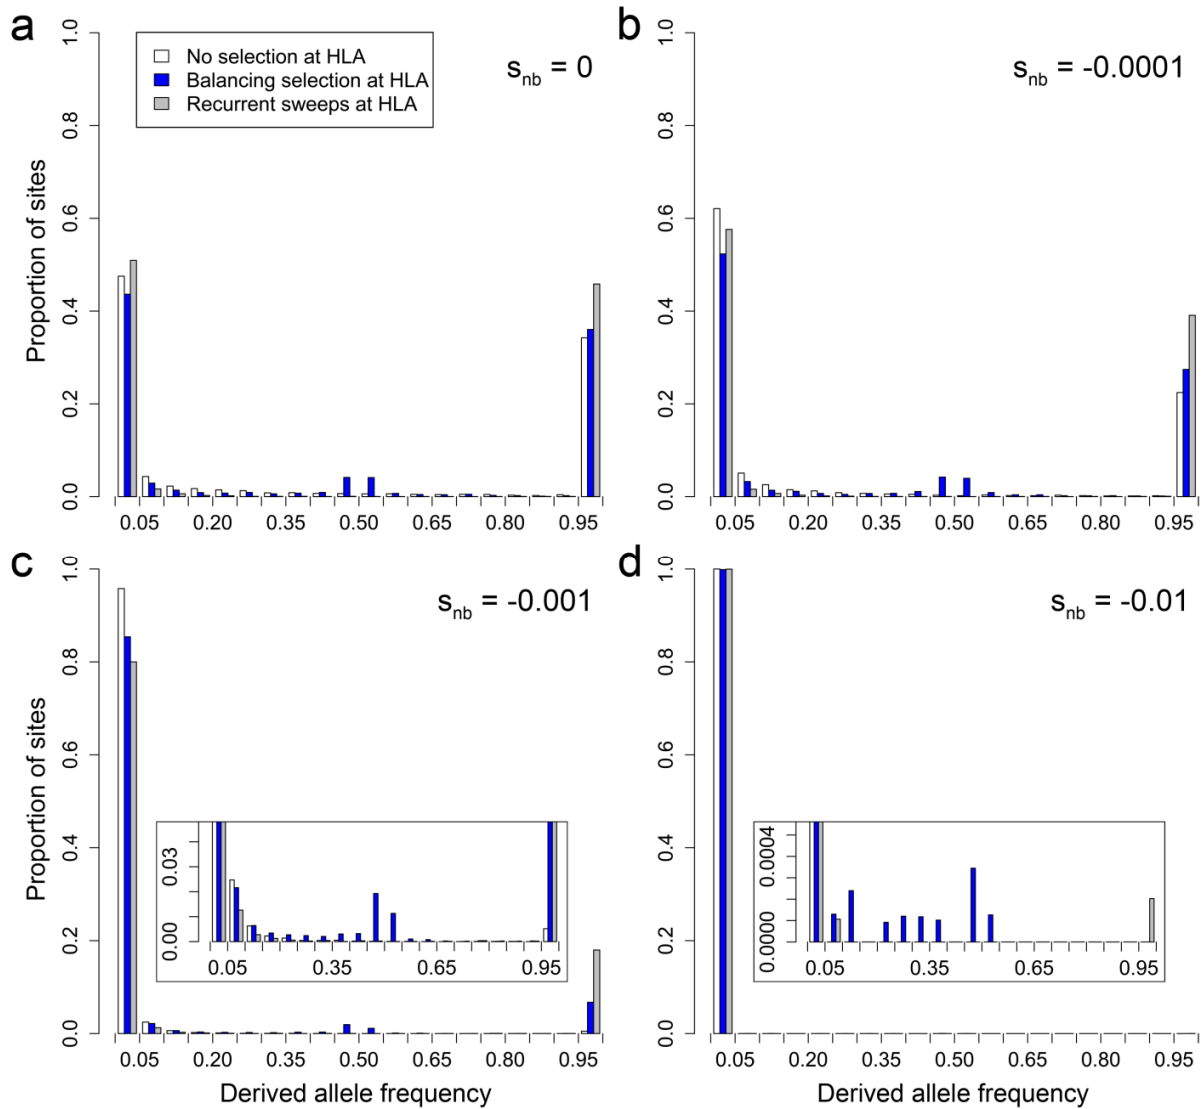 a
1.0
0.8
0.6
0.4
0.2
0.0
Proportion of sites
No selection at HLA
Balancing selection at HLA
Recurrent sweeps at HLA
snb = 0
0.05 0.20 0.35 0.50 0.65 0.80 0.95
b
1.0
0.8
0.6
0.4
0.2
0.0
snb = -0.0001
0.05 0.20 0.35 0.50 0.65 0.80 0.95
c
1.0
0.8
0.6
0.4
0.2
0.0
Proportion of sites
snb = -0.001
0.03
0.00
0.05 0.35 0.65 0.95
0.05 0.20 0.35 0.50 0.65 0.80 0.95
Derived allele frequency
d
1.0
0.8
0.6
0.4
0.2
0.0
snb = -0.01
0.0004
0.0000
0.05 0.35 0.65 0.95
0.05 0.20 0.35 0.50 0.65 0.80 0.95
Derived allele frequency